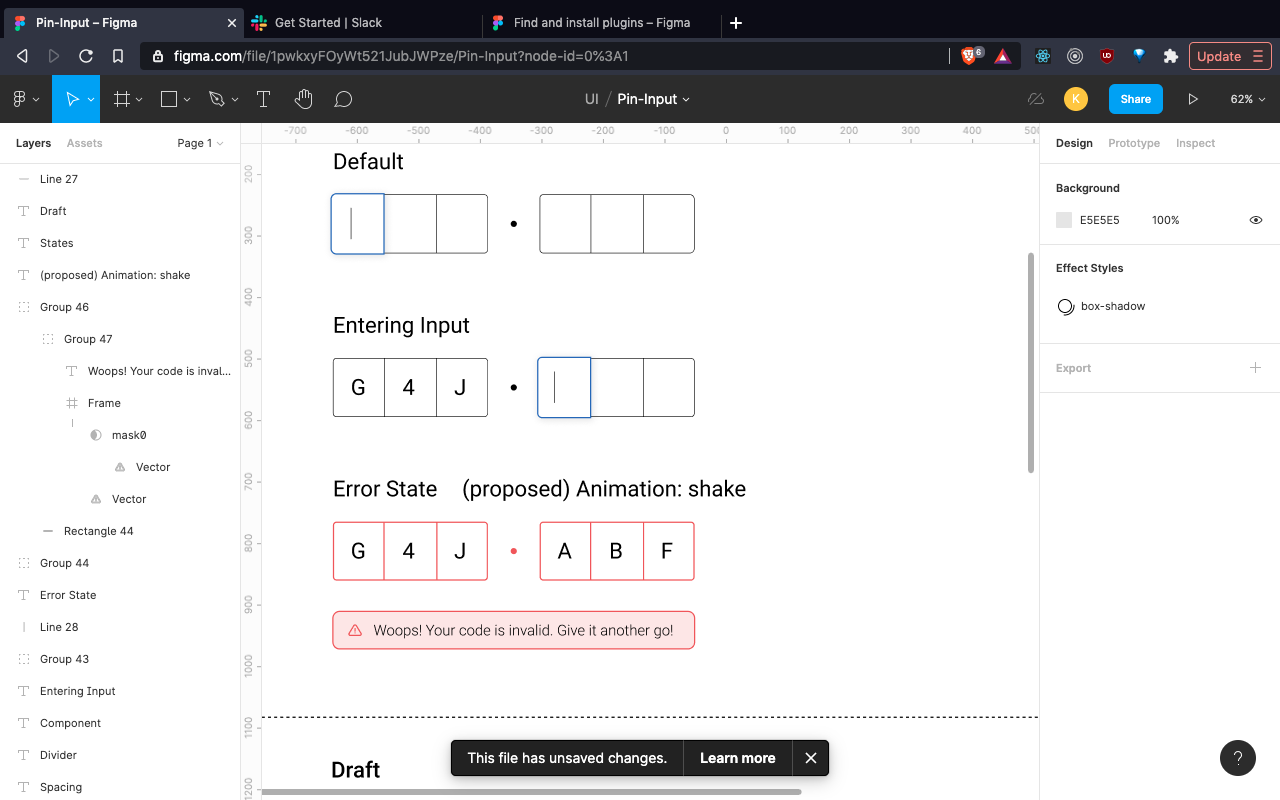 Pin-Input – Figma
Get Started | Slack
Find and install plugins – Figma
figma.com/file/1pwkxyFOyWt521JubJWPze/Pin-Input?node-id=0%3A1
6
UD
Update
UI / Pin-Input
K
Share
62%
Layers
Assets
Page 1
-700 -600 -500 -400 -300 -200 -100 0 100 200 300 400 500
200
300
400
500
600
700
800
900
1000
1100
1200
Line 27
Draft
States
(proposed) Animation: shake
Group 46
Group 47
Woops! Your code is inval...
Frame
mask0
Vector
Vector
Rectangle 44
Group 44
Error State
Line 28
Group 43
Entering Input
Component
Divider
Spacing
Default
•
Entering Input
G 4 J •
Error State (proposed) Animation: shake
G 4 J • A B F
Woops! Your code is invalid. Give it another go!
Draft
This file has unsaved changes.
Learn more
Design
Prototype
Inspect
Background
E5E5E5 100%
Effect Styles
box-shadow
Export
?